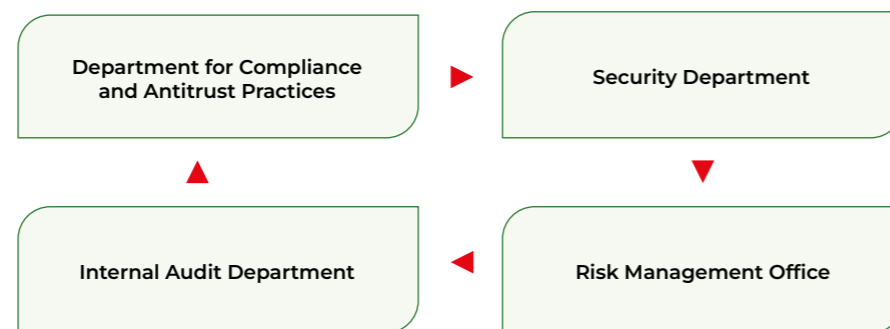 Department for Compliance
and Antitrust Practices
Security Department
Internal Audit Department
Risk Management Office